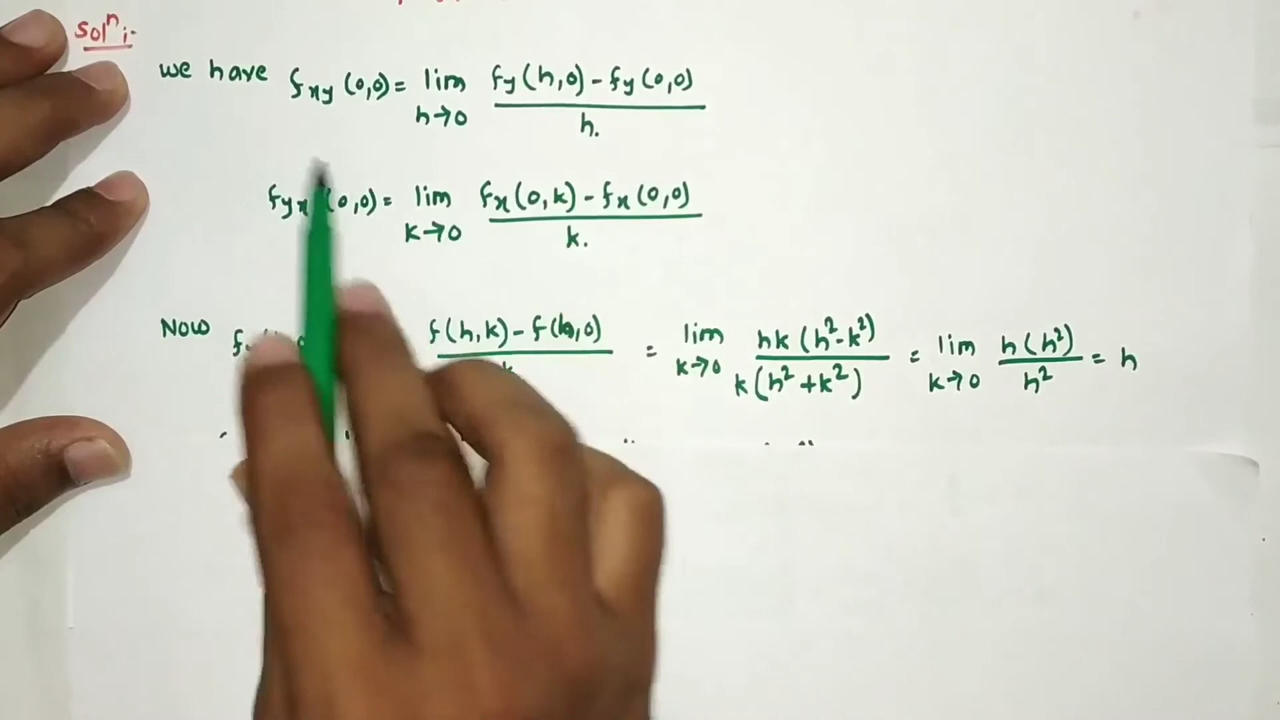 Solⁿ:-
we have fxy (0,0) = lim h→0 fy(h,0) - fy(0,0) / h.
fyx (0,0) = lim k→0 fx(0,k) - fx(0,0) / k.
Now f(h,k) - f(h,0) / k = lim k→0 hk(h²-k²) / k(h²+k²) = lim k→0 h(h²) / h² = h